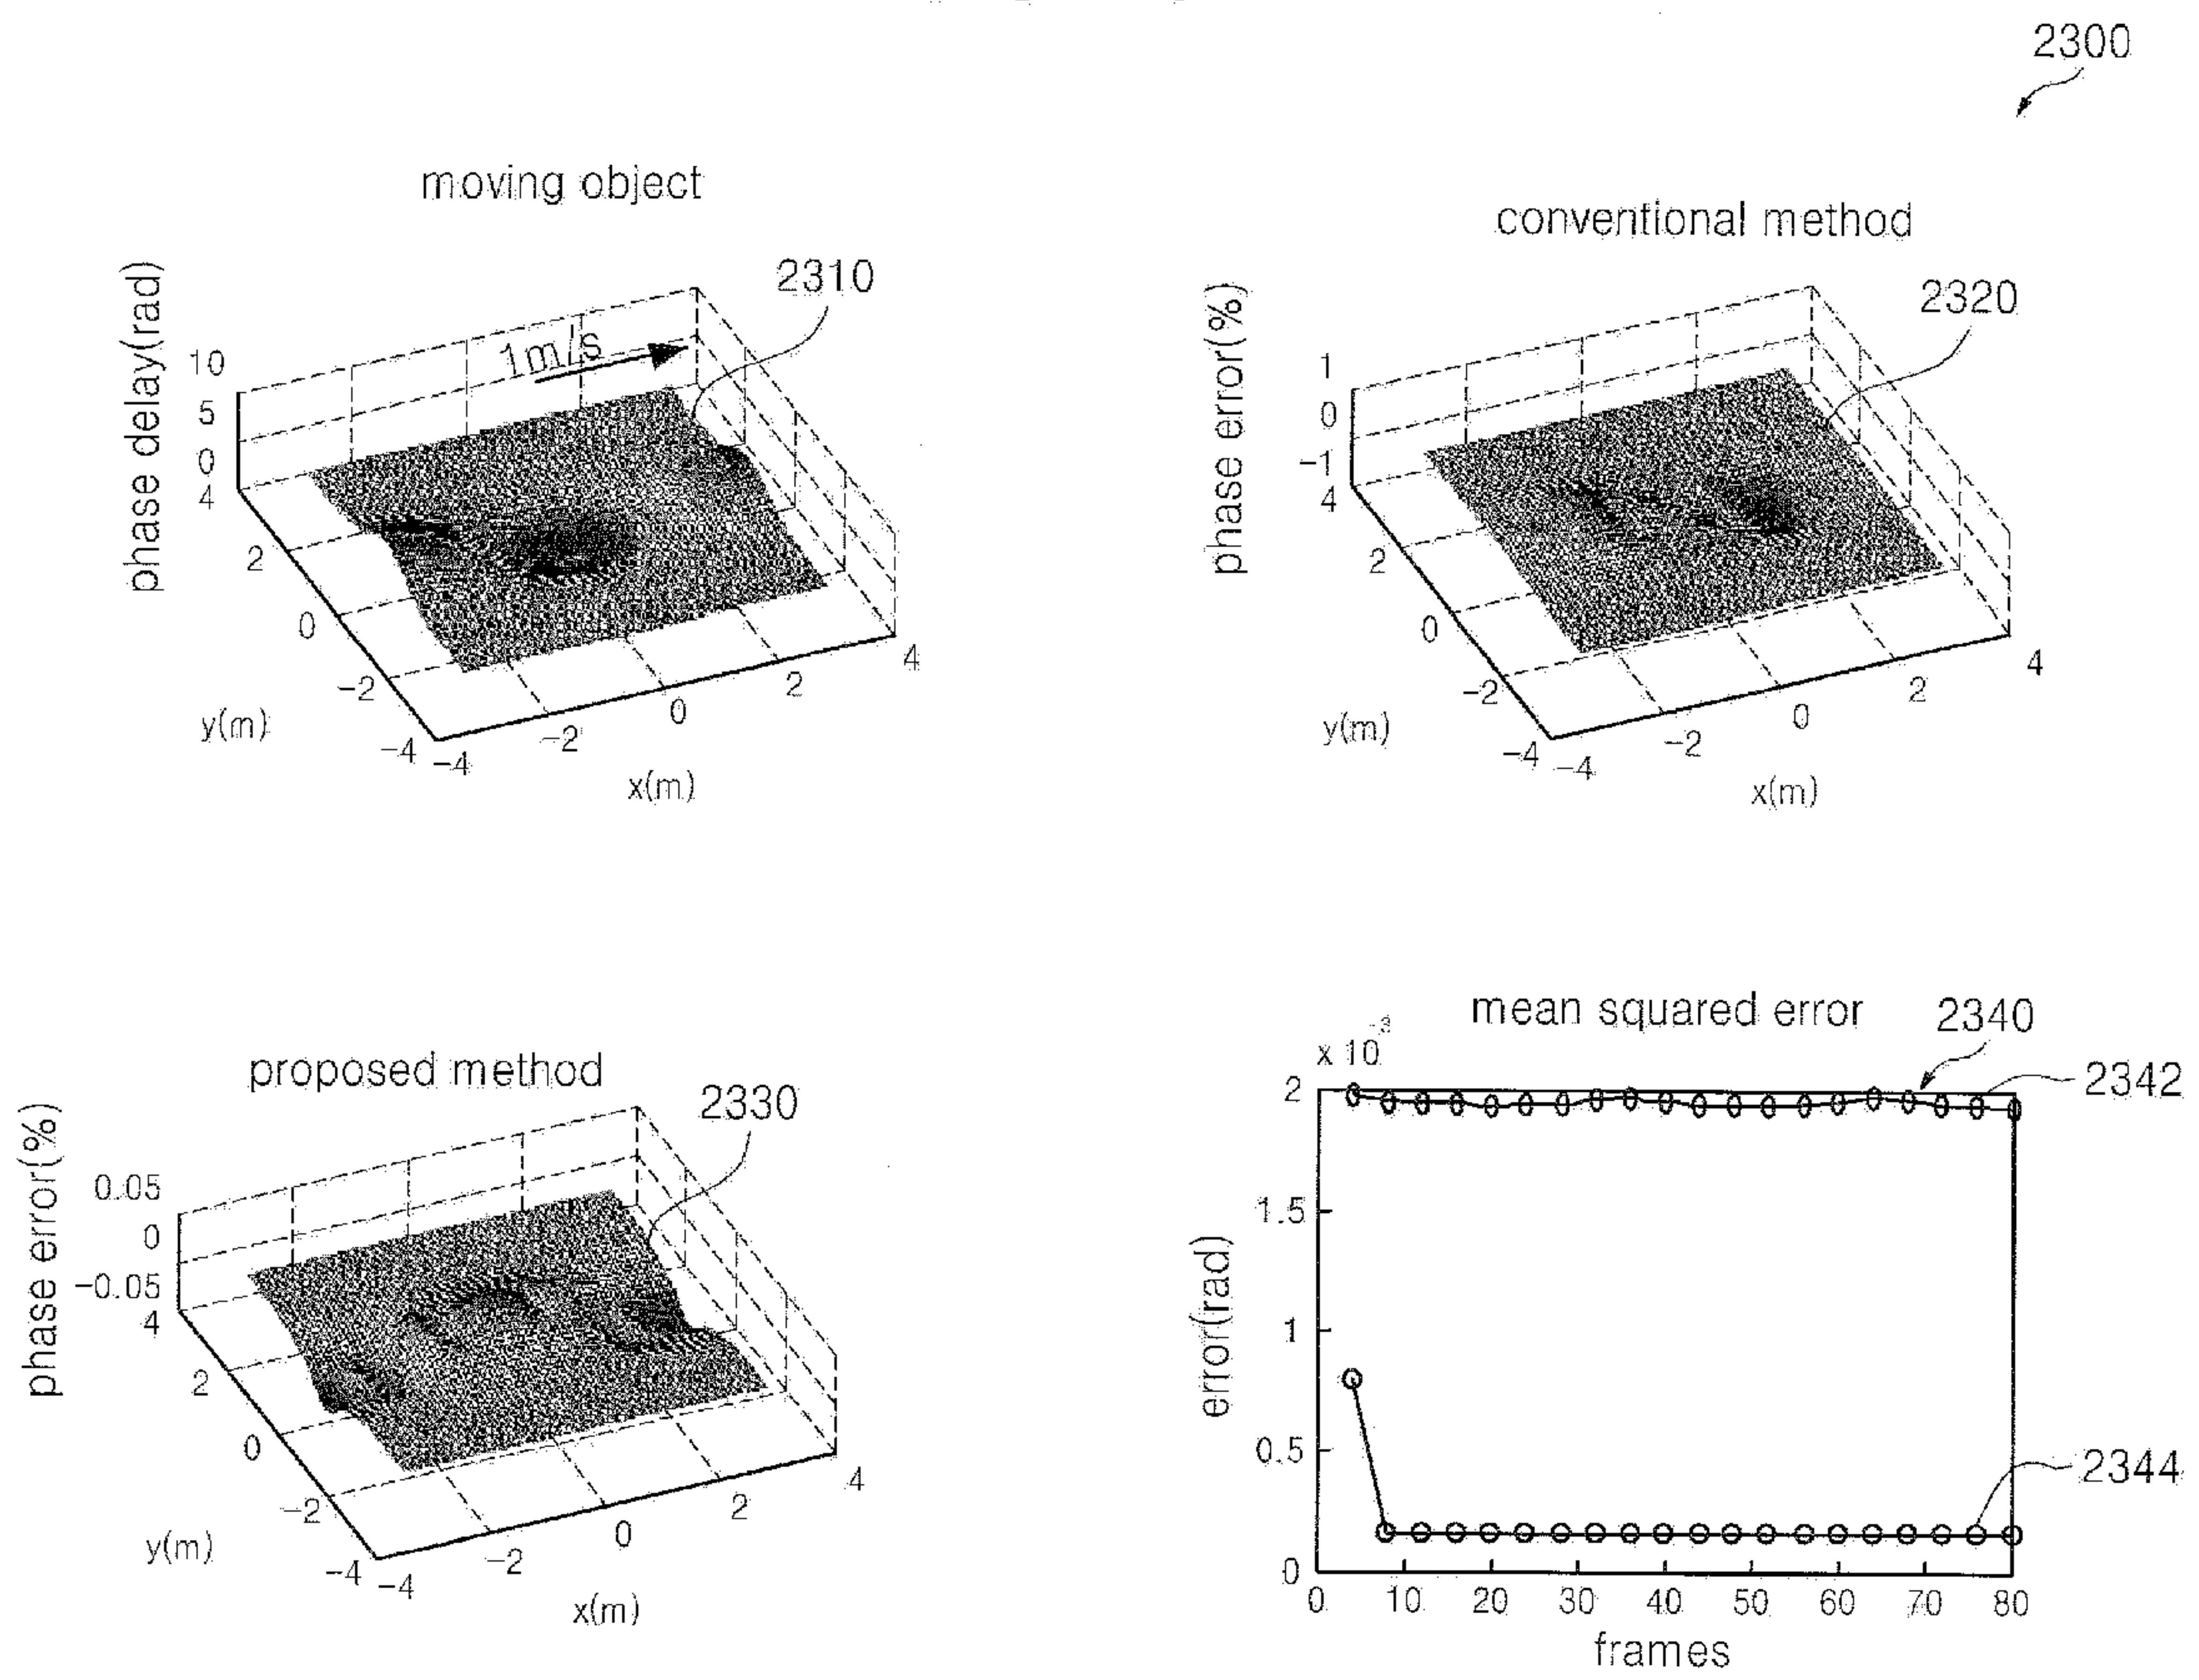 2300
moving object
2310
1m/s
phase delay(rad)
10
5
0
4
2
0
-2
-4
y(m)
-4
-2
0
2
4
x(m)
conventional method
2320
phase error(%)
1
0
-1
4
2
0
-2
-4
y(m)
-4
-2
0
2
4
x(m)
proposed method
2330
phase error(%)
0.05
0
-0.05
4
2
0
-2
-4
y(m)
-4
-2
0
2
4
x(m)
mean squared error
2340
x 10-3
2342
2344
error(rad)
2
1.5
1
0.5
0
0 10 20 30 40 50 60 70 80
frames